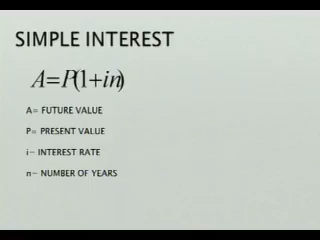 SIMPLE INTEREST
A=P(1+in)
A= FUTURE VALUE
P= PRESENT VALUE
i- INTEREST RATE
n- NUMBER OF YEARS